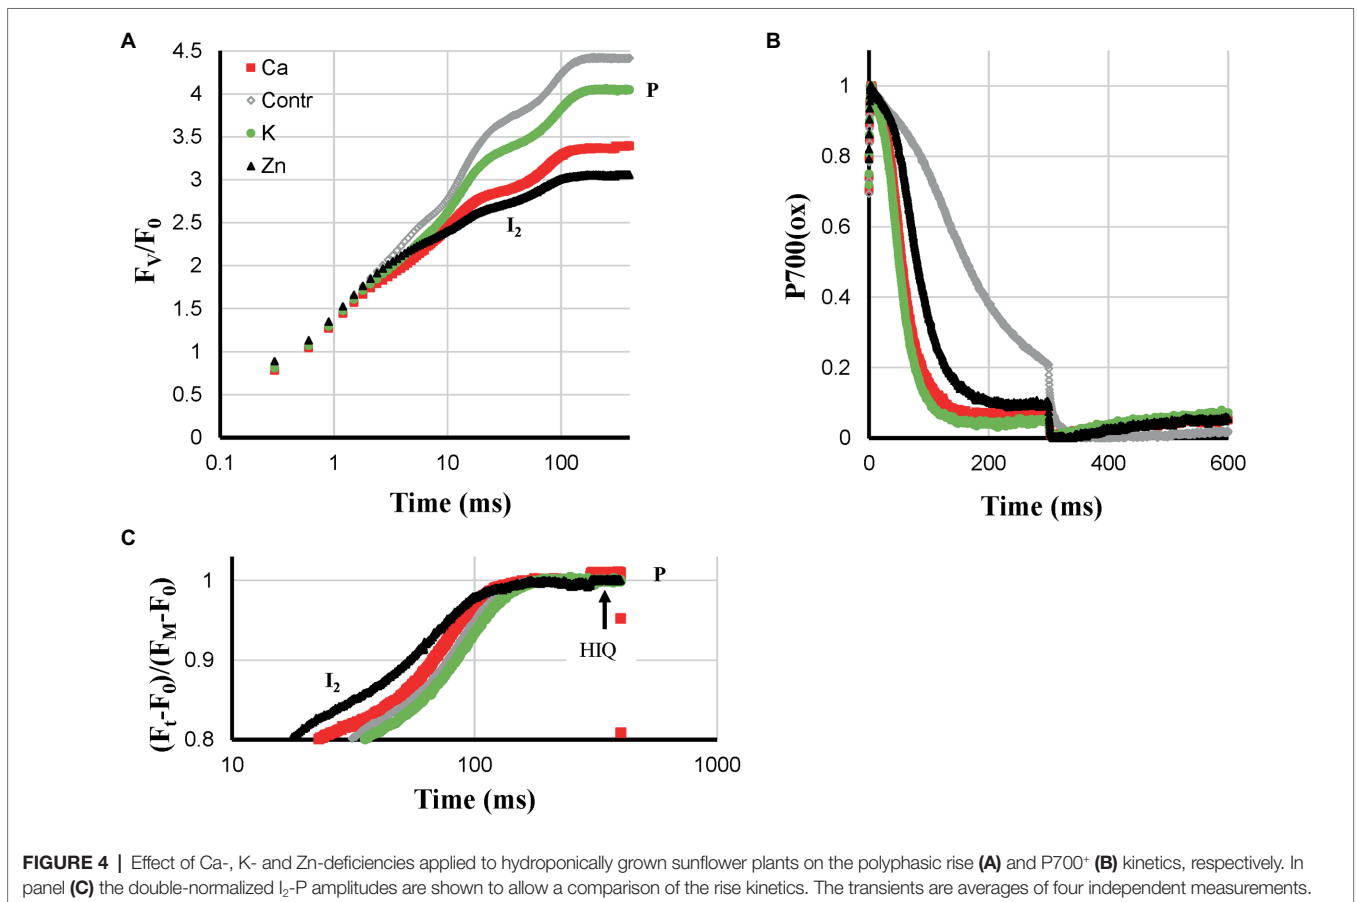 A
4.5
4
3.5
3
2.5
2
1.5
1
0.5
0
Ca
Contr
K
Zn
P
I₂
F_V/F₀
0.1 1 10 100
Time (ms)
B
1
0.8
0.6
0.4
0.2
0
P700(ox)
0 200 400 600
Time (ms)
C
1
0.9
0.8
(F_t-F₀)/(F_M-F₀)
I₂
P
HIQ
10 100 1000
Time (ms)
FIGURE 4 | Effect of Ca-, K- and Zn-deficiencies applied to hydroponically grown sunflower plants on the polyphasic rise (A) and P700⁺ (B) kinetics, respectively. In
panel (C) the double-normalized I₂-P amplitudes are shown to allow a comparison of the rise kinetics. The transients are averages of four independent measurements.